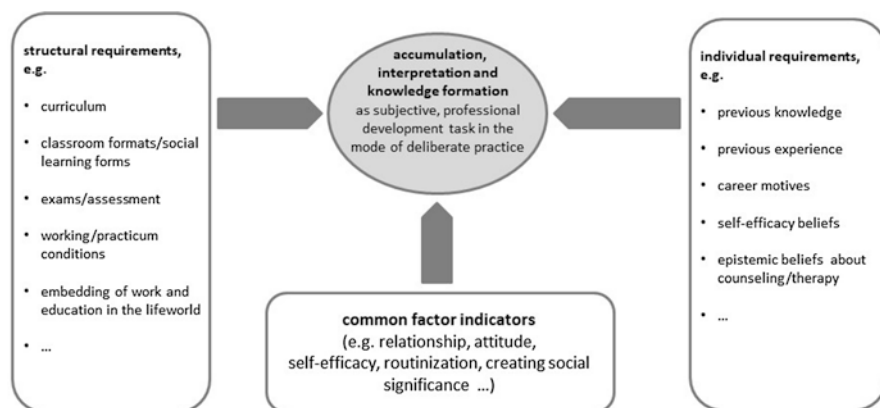 structural requirements,
e.g.
• curriculum
• classroom formats/social
learning forms
• exams/assessment
• working/practicum
conditions
• embedding of work and
education in the lifeworld
• ...
accumulation,
interpretation and
knowledge formation
as subjective, professional
development task in the
mode of deliberate practice
individual requirements,
e.g.
• previous knowledge
• previous experience
• career motives
• self-efficacy beliefs
• epistemic beliefs about
counseling/therapy
• ...
common factor indicators
(e.g. relationship, attitude,
self-efficacy, routinization, creating social
significance ...)